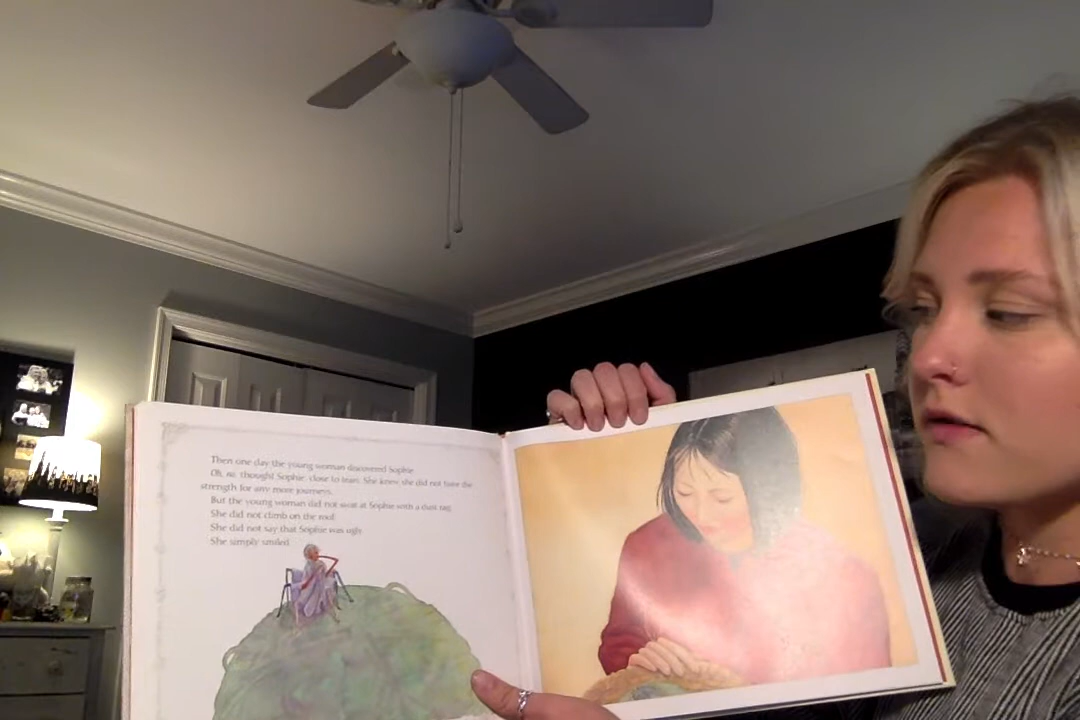 Then one day the young woman discovered Sophie.
Oh, no, thought Sophie, close to tears. She knew she did not have the
strength for any more journeys.
But the young woman did not swat at Sophie with a dust rag.
She did not climb on the roof.
She did not say that Sophie was ugly.
She simply smiled.